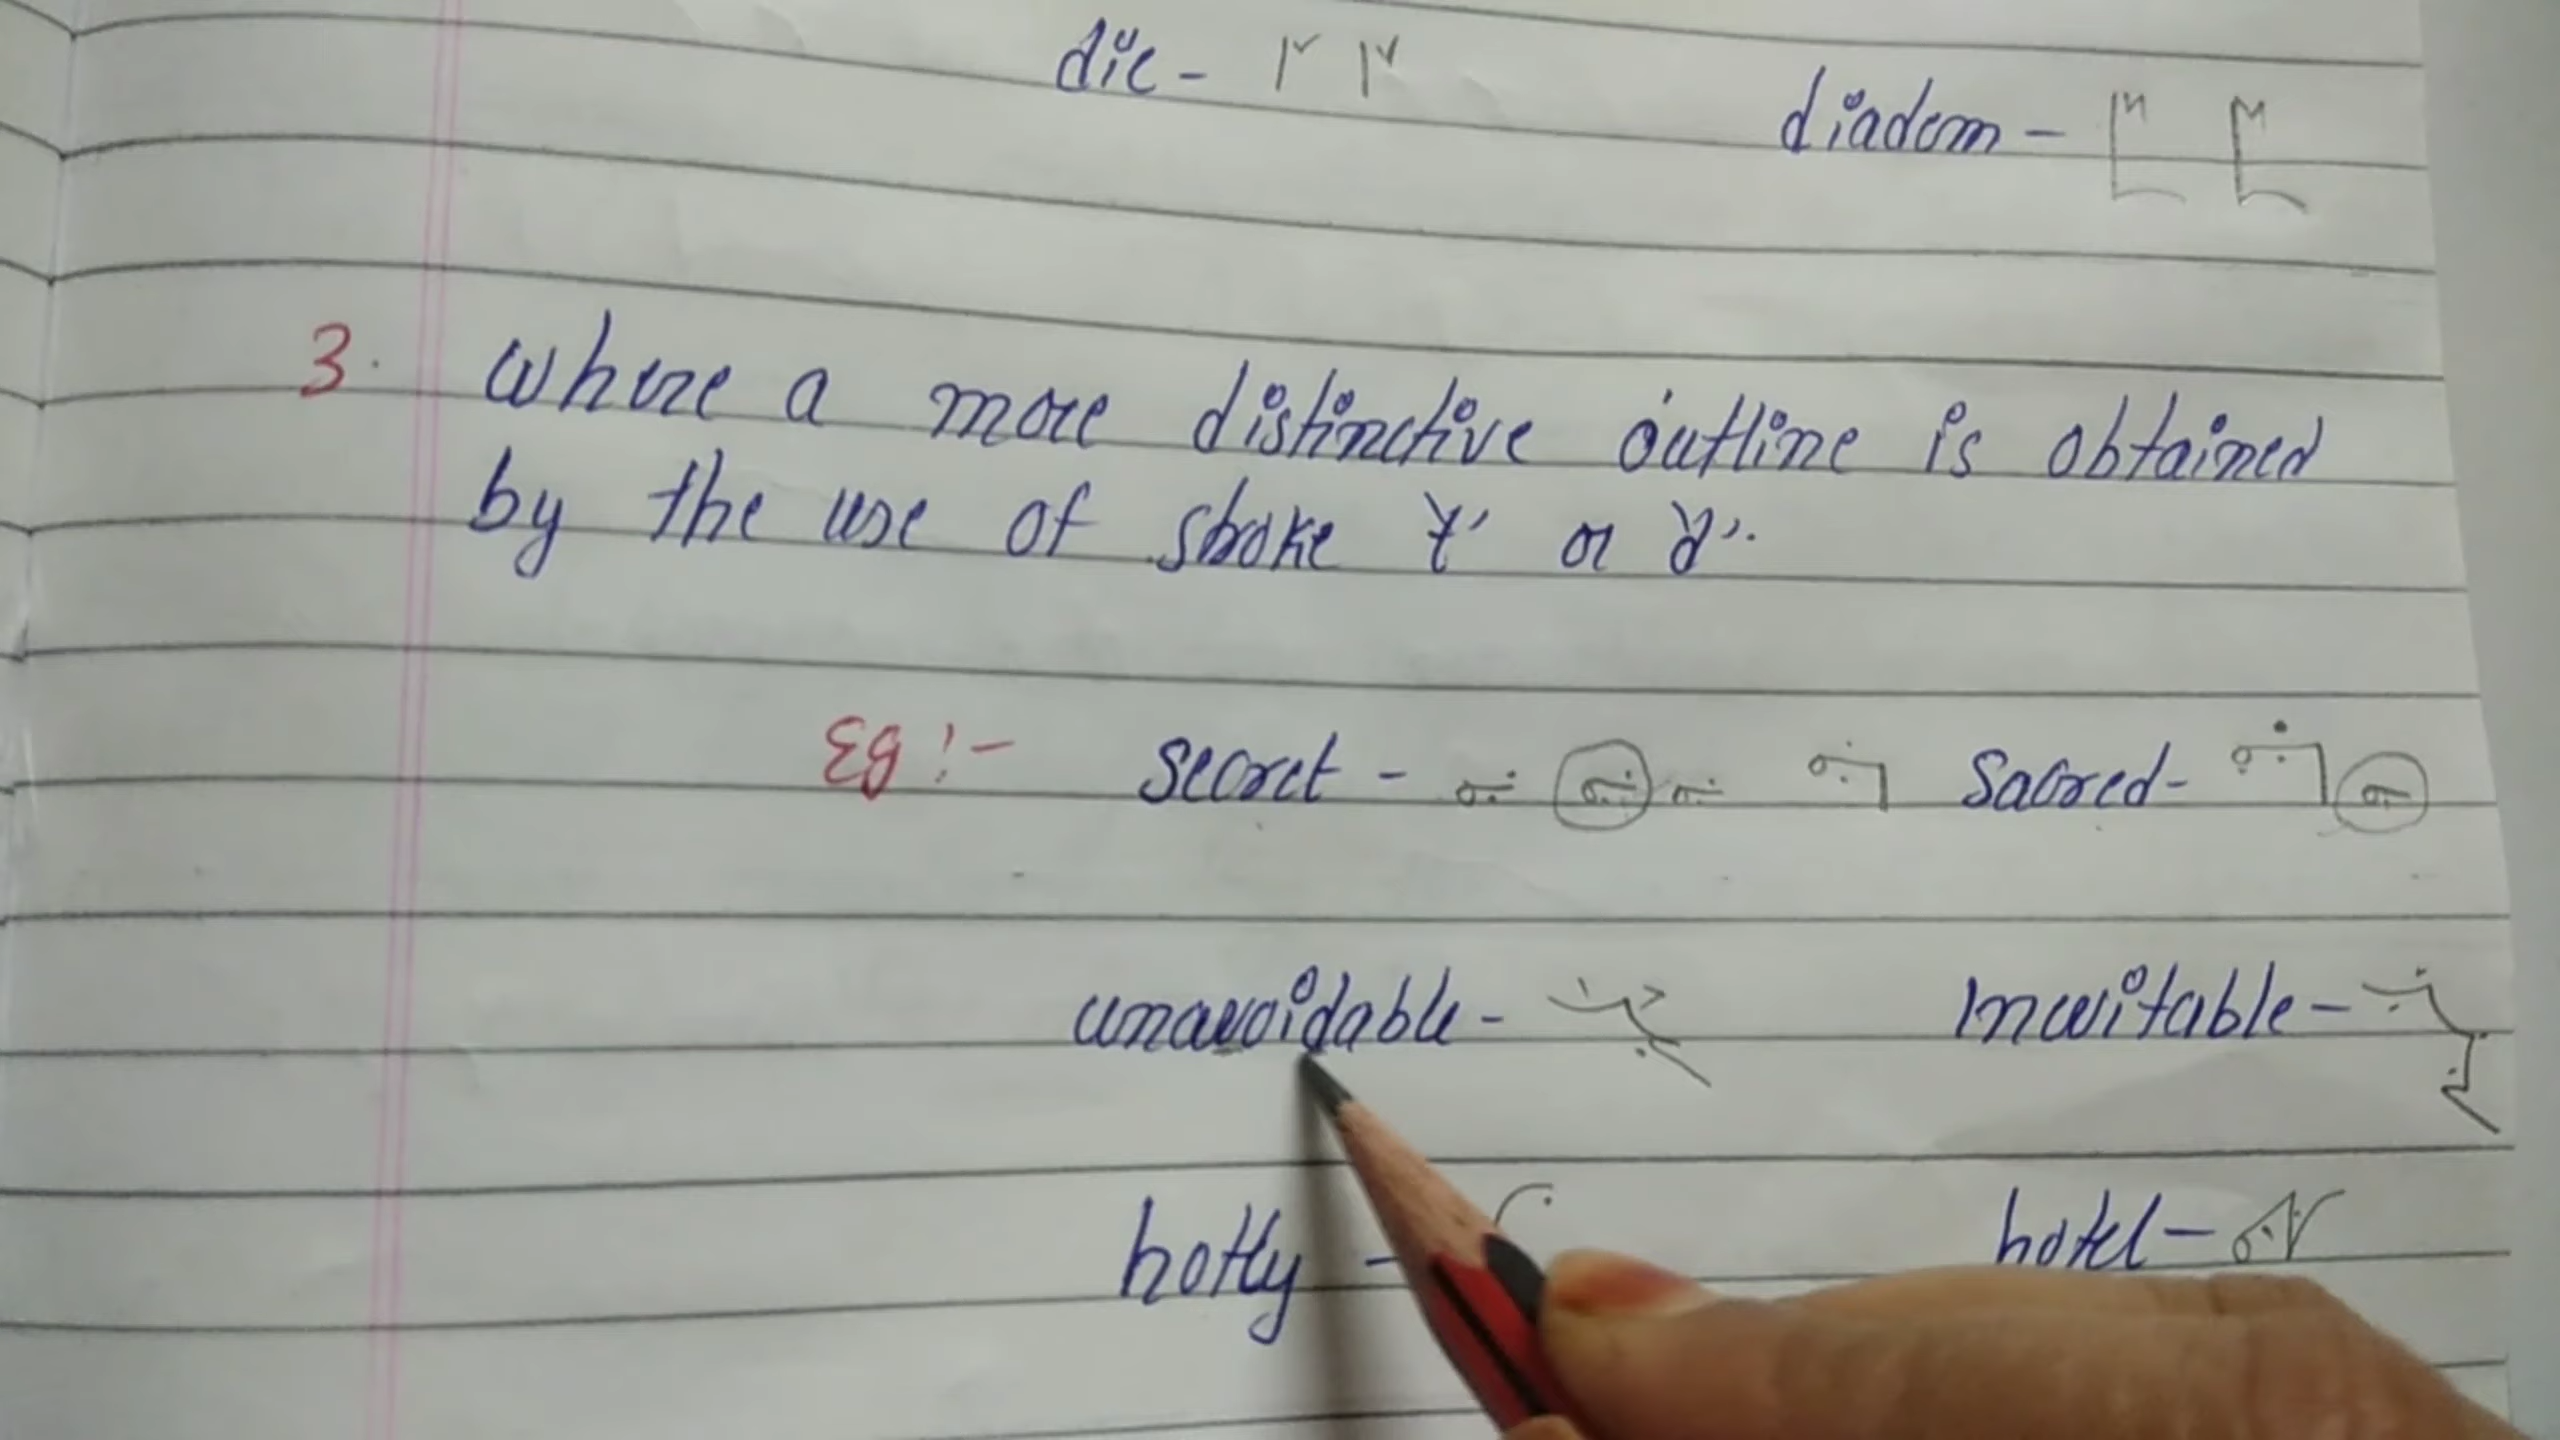 die -
diadem -
3. Where a more distinctive outline is obtained
by the use of stroke 't' or 'd'.
Eg :- Secret - Sacred -
unavoidable - Inevitable -
hotly - hotel -